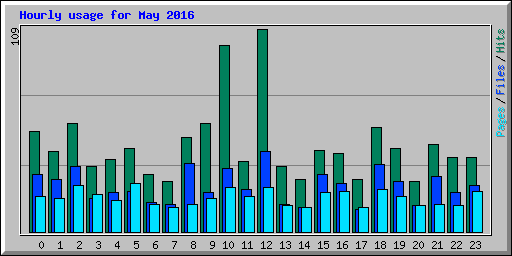 Hourly usage for May 2016
109
Pages/Files/Hits
0 1 2 3 4 5 6 7 8 9 10 11 12 13 14 15 16 17 18 19 20 21 22 23